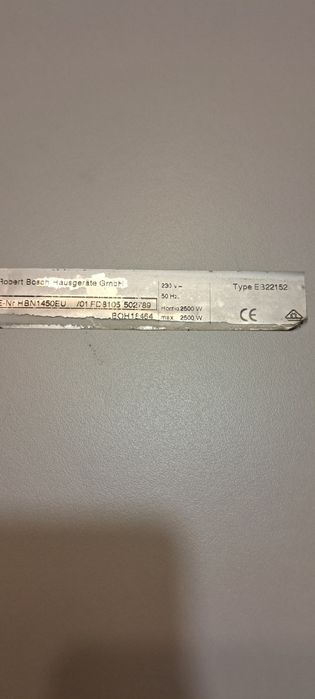 Robert Bosch Hausgeräte GmbH
E-Nr HBN1450EU /01 FD 8105 502789
BOH18464
230 V ~
50 Hz.
2500 W
max. 2500 W
Type EB22152
CE